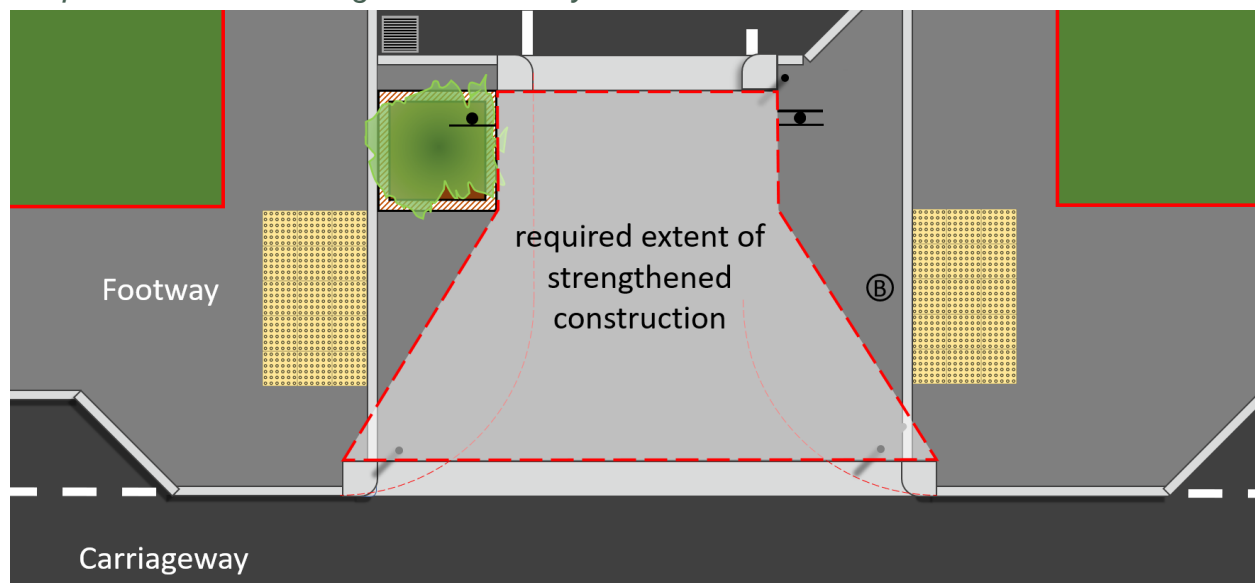 required extent of
strengthened
construction
Footway
B
Carriageway